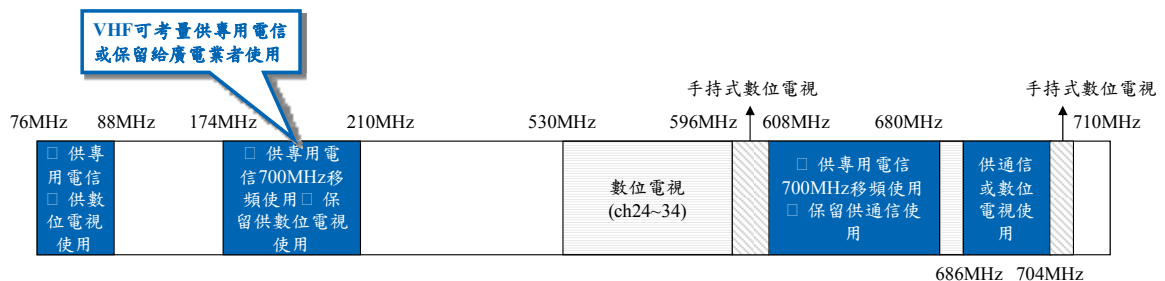 VHF可考量供專用電信
或保留給廣電業者使用
手持式數位電視
手持式數位電視
76MHz
88MHz
174MHz
210MHz
530MHz
596MHz
608MHz
680MHz
710MHz
□ 供專
用電信
□ 供數
位電視
使用
□ 供專用電
信700MHz移
頻使用□ 保
留供數位電視
使用
數位電視
(ch24~34)
□ 供專用電信
700MHz移頻使用
□ 保留供通信使
用
供通信
或數位
電視使
用
686MHz
704MHz